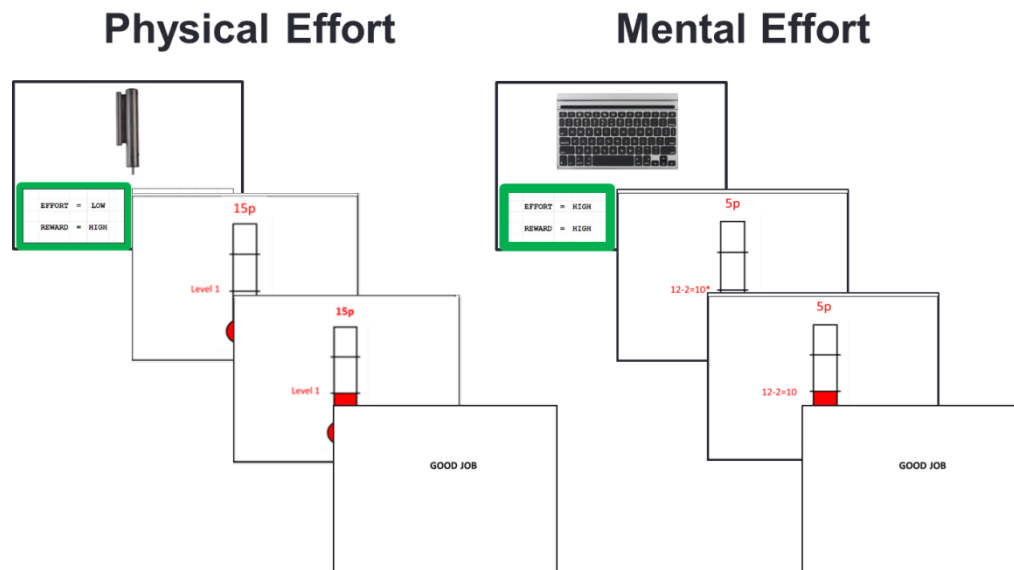 Physical Effort
EFFORT = LOW
REWARD = HIGH
15p
Level 1
15p
Level 1
GOOD JOB
Mental Effort
EFFORT = HIGH
REWARD = HIGH
5p
12-2=10*
5p
12-2=10
GOOD JOB